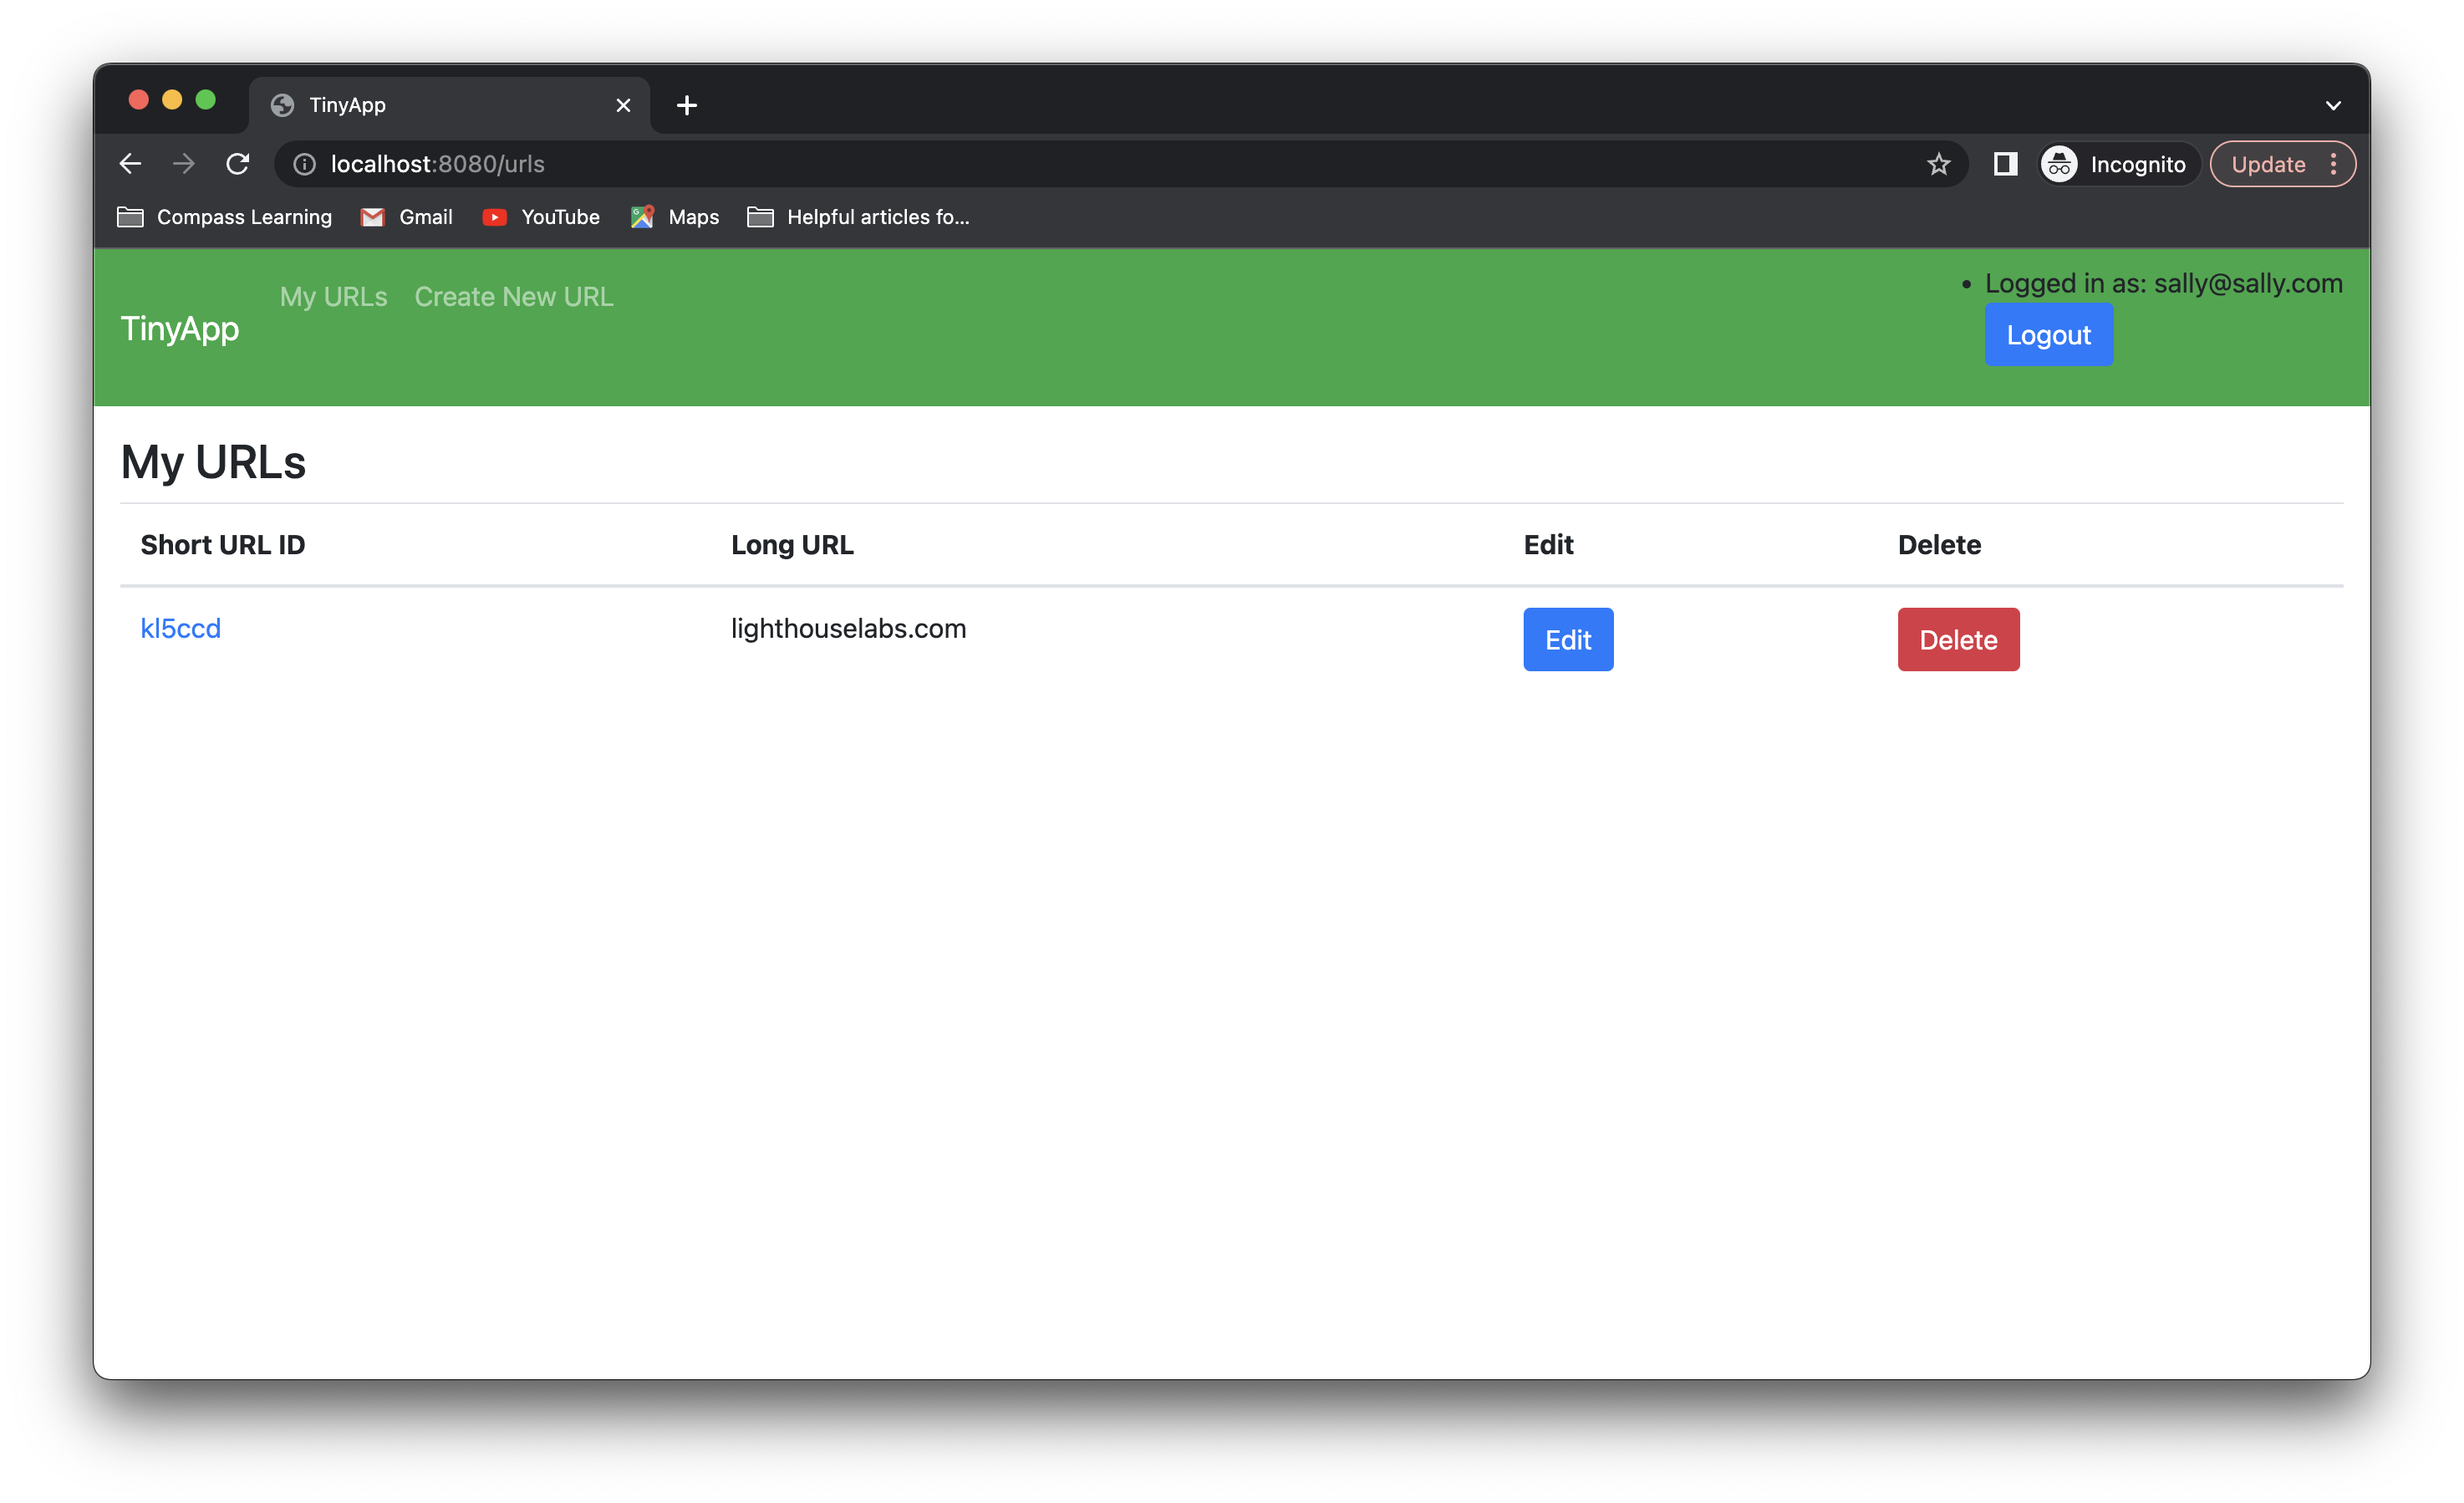 TinyApp
localhost:8080/urls
Incognito
Update
Compass Learning
Gmail
YouTube
Maps
Helpful articles fo...
TinyApp
My URLs
Create New URL
• Logged in as: sally@sally.com
Logout
My URLs
Short URL ID Long URL Edit Delete
kl5ccd lighthouselabs.com Edit Delete